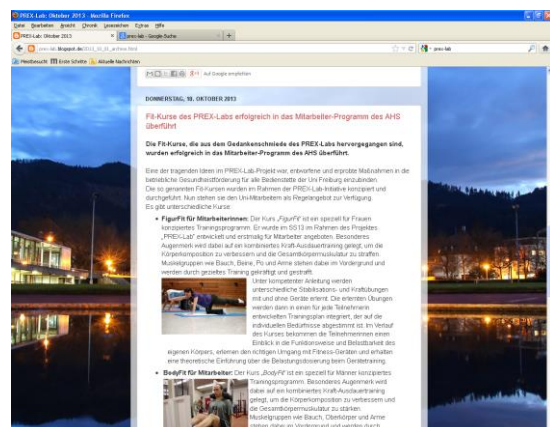 PREX-Lab: Oktober 2013 - Mozilla Firefox
Datei Bearbeiten Ansicht Chronik Lesezeichen Extras Hilfe
PREX-Lab: Oktober 2013
prex-lab - Google-Suche
prex-lab
Meistbesucht Erste Schritte Aktuelle Nachrichten
Auf Google empfehlen
DONNERSTAG, 10. OKTOBER 2013
Fit-Kurse des PREX-Labs erfolgreich in das Mitarbeiter-Programm des AHS
überführt
Die Fit-Kurse, die aus dem Gedankenschmiede des PREX-Labs hervergegangen sind,
wurden erfolgreich in das Mitarbeiter-Programm des AHS überführt.
Eine der tragenden Ideen im PREX-Lab-Projekt war, entworfene und erprobte Maßnahmen in die
betriebliche Gesundheitsförderung für alle Bedienstete der Uni Freiburg einzubinden.
Die so genannten Fit-Kursen wurden im Rahmen der PREX-Lab-Initiative konzipiert und
durchgeführt. Nun stehen sie den Uni-Mitarbeitern als Regelangebot zur Verfügung.
Es gibt unterschiedliche Kurse:
• FigurFit für Mitarbeiterinnen: Der Kurs „FigurFit" ist ein speziell für Frauen
konzipiertes Trainingsprogramm. Er wurde im SS13 im Rahmen des Projektes
„PREX-Lab" entwickelt und erstmalig für Mitarbeiter angeboten. Besonderes
Augenmerk wird dabei auf ein kombiniertes Kraft-Ausdauertraining gelegt, um die
Körperkomposition zu verbessern und die Gesamtkörpermuskulatur zu straffen.
Muskelgruppen wie Bauch, Beine, Po und Arme stehen dabei im Vordergrund und
werden durch gezieltes Training gekräftigt und gestrafft.
Unter kompetenter Anleitung werden
unterschiedliche Stabilisations- und Kraftübungen
mit und ohne Geräte erlernt. Die erlernten Übungen
werden dann in einen für jede Teilnehmerin
entwickelten Trainingsplan integriert, der auf die
individuellen Bedürfnisse abgestimmt ist. Im Verlauf
des Kurses bekommen die Teilnehmerinnen einen
Einblick in die Funktionsweise und Belastbarkeit des
eigenen Körpers, erlernen den richtigen Umgang mit Fitness-Geräten und erhalten
eine theoretische Einführung über die Belastungsdosierung beim Gerätetraining.
• BodyFit für Mitarbeiter: Der Kurs „BodyFit" ist ein speziell für Männer konzipiertes
Trainingsprogramm. Besonderes Augenmerk wird
dabei auf ein kombiniertes Kraft-Ausdauertraining
gelegt, um die Körperkomposition zu verbessern und
die Gesamtkörpermuskulatur zu stärken.
Muskelgruppen wie Bauch, Oberkörper und Arme
stehen dabei im Vordergrund und werden durch